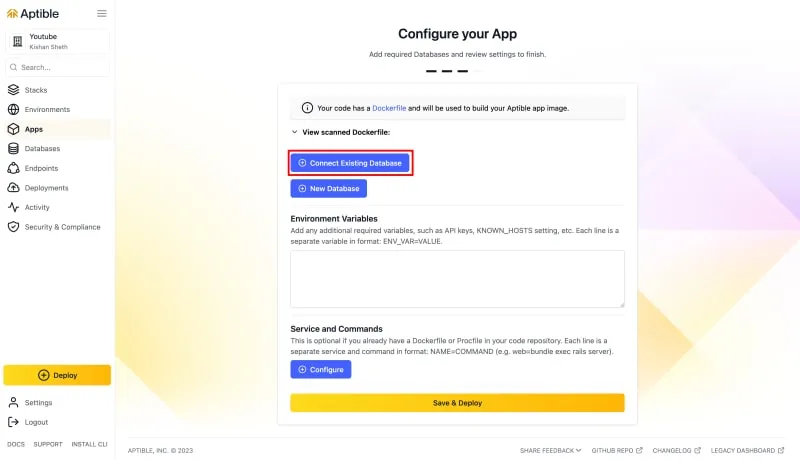 Aptible
Youtube
Kishan Sheth
Search...
Stacks
Environments
Apps
Databases
Endpoints
Deployments
Activity
Security & Compliance
Deploy
Settings
Logout
DOCS SUPPORT INSTALL CLI
Configure your App
Add required Databases and review settings to finish.
Your code has a Dockerfile and will be used to build your Aptible app image.
View scanned Dockerfile:
Connect Existing Database
New Database
Environment Variables
Add any additional required variables, such as API keys, KNOWN_HOSTS setting, etc. Each line is a
separate variable in format: ENV_VAR=VALUE.
Service and Commands
This is optional if you already have a Dockerfile or Procfile in your code repository. Each line is a
separate service and command in format: NAME=COMMAND (e.g. web=bundle exec rails server).
Configure
Save & Deploy
APTIBLE, INC. © 2023
SHARE FEEDBACK GITHUB REPO CHANGELOG LEGACY DASHBOARD